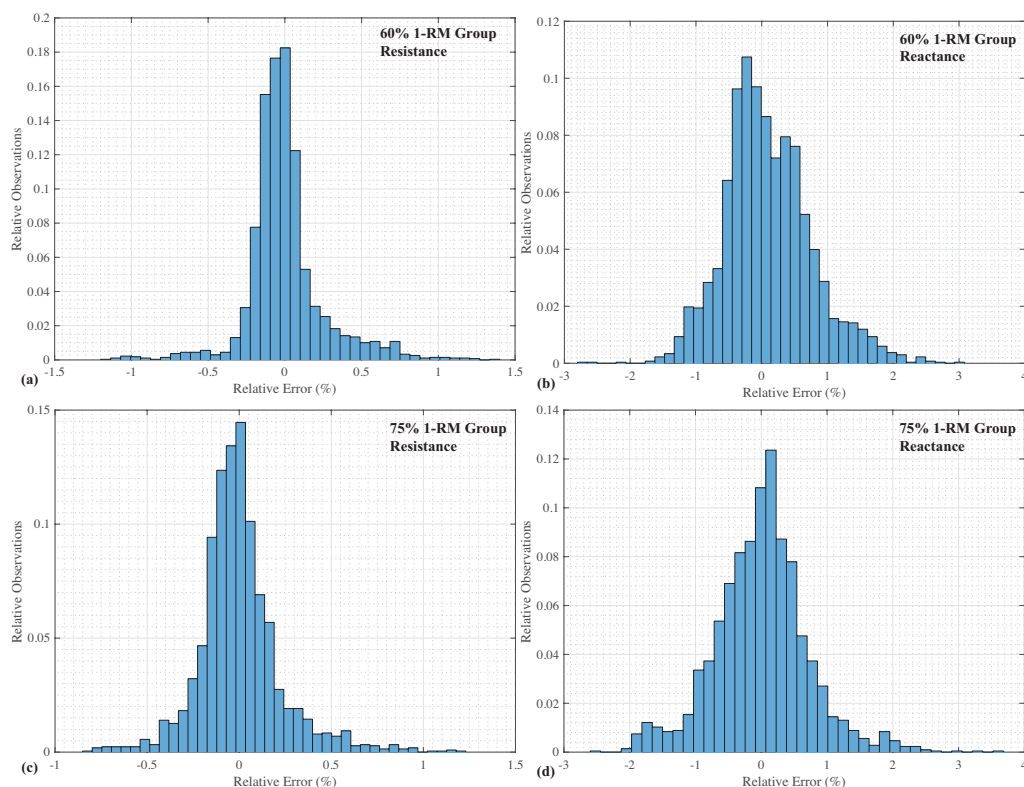 60% 1-RM Group
Resistance
0.2
0.18
0.16
0.14
0.12
0.1
0.08
0.06
0.04
0.02
0
Relative Observations
-1.5
-1
-0.5
0
0.5
1
1.5
Relative Error (%)
(a)
60% 1-RM Group
Reactance
0.12
0.1
0.08
0.06
0.04
0.02
0
Relative Observations
-3
-2
-1
0
1
2
3
4
Relative Error (%)
(b)
75% 1-RM Group
Resistance
0.15
0.1
0.05
0
Relative Observations
-1
-0.5
0
0.5
1
1.5
Relative Error (%)
(c)
75% 1-RM Group
Reactance
0.14
0.12
0.1
0.08
0.06
0.04
0.02
0
Relative Observations
-3
-2
-1
0
1
2
3
4
Relative Error (%)
(d)